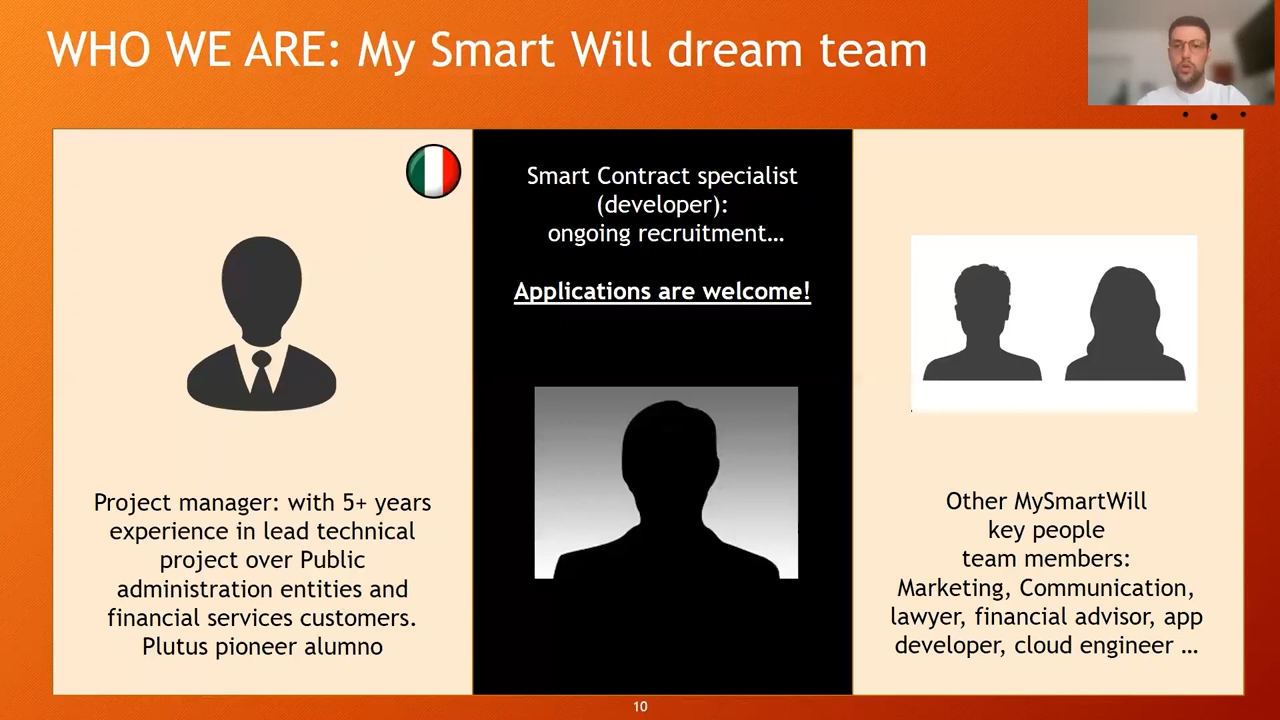 WHO WE ARE: My Smart Will dream team
Project manager: with 5+ years
experience in lead technical
project over Public
administration entities and
financial services customers.
Plutus pioneer alumno
Smart Contract specialist
(developer):
ongoing recruitment...
Applications are welcome!
Other MySmartWill
key people
team members:
Marketing, Communication,
lawyer, financial advisor, app
developer, cloud engineer ...
10